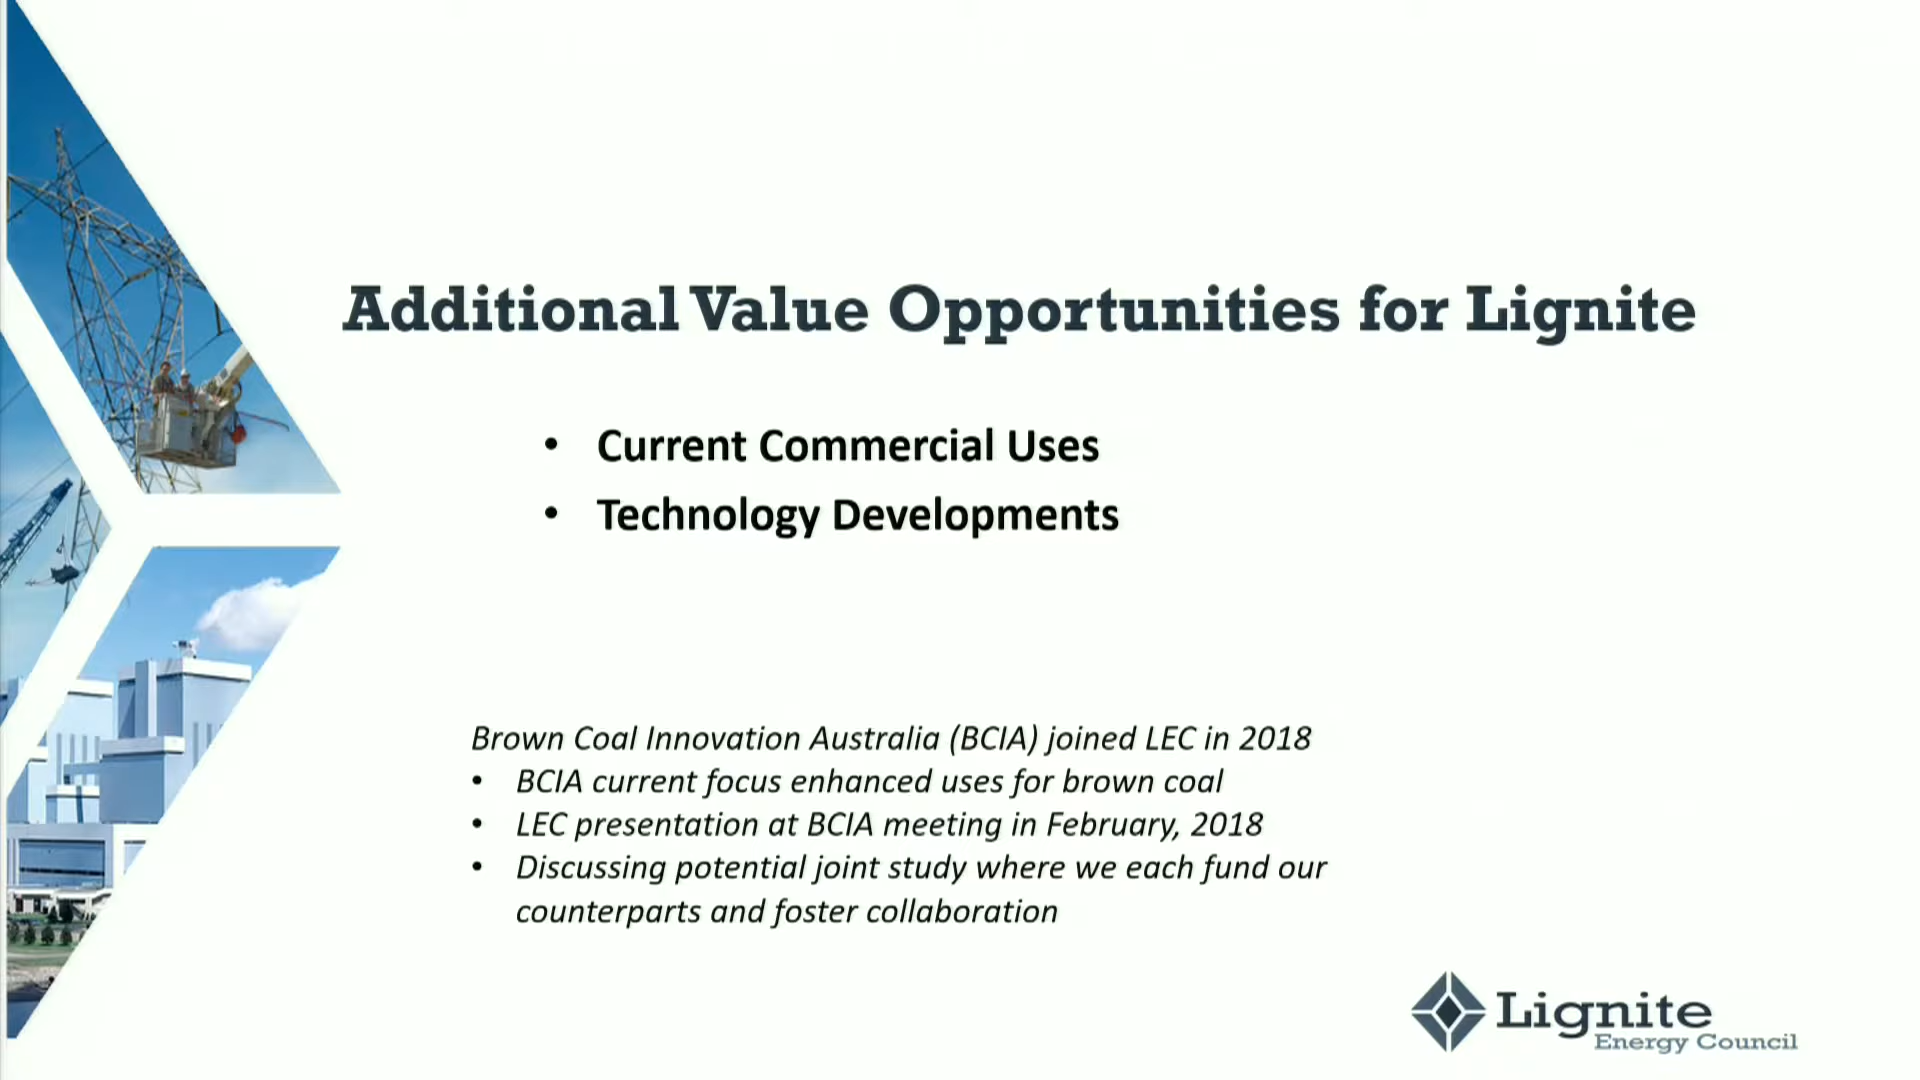 Additional Value Opportunities for Lignite
• Current Commercial Uses
• Technology Developments
Brown Coal Innovation Australia (BCIA) joined LEC in 2018
• BCIA current focus enhanced uses for brown coal
• LEC presentation at BCIA meeting in February, 2018
• Discussing potential joint study where we each fund our
counterparts and foster collaboration
Lignite
Energy Council